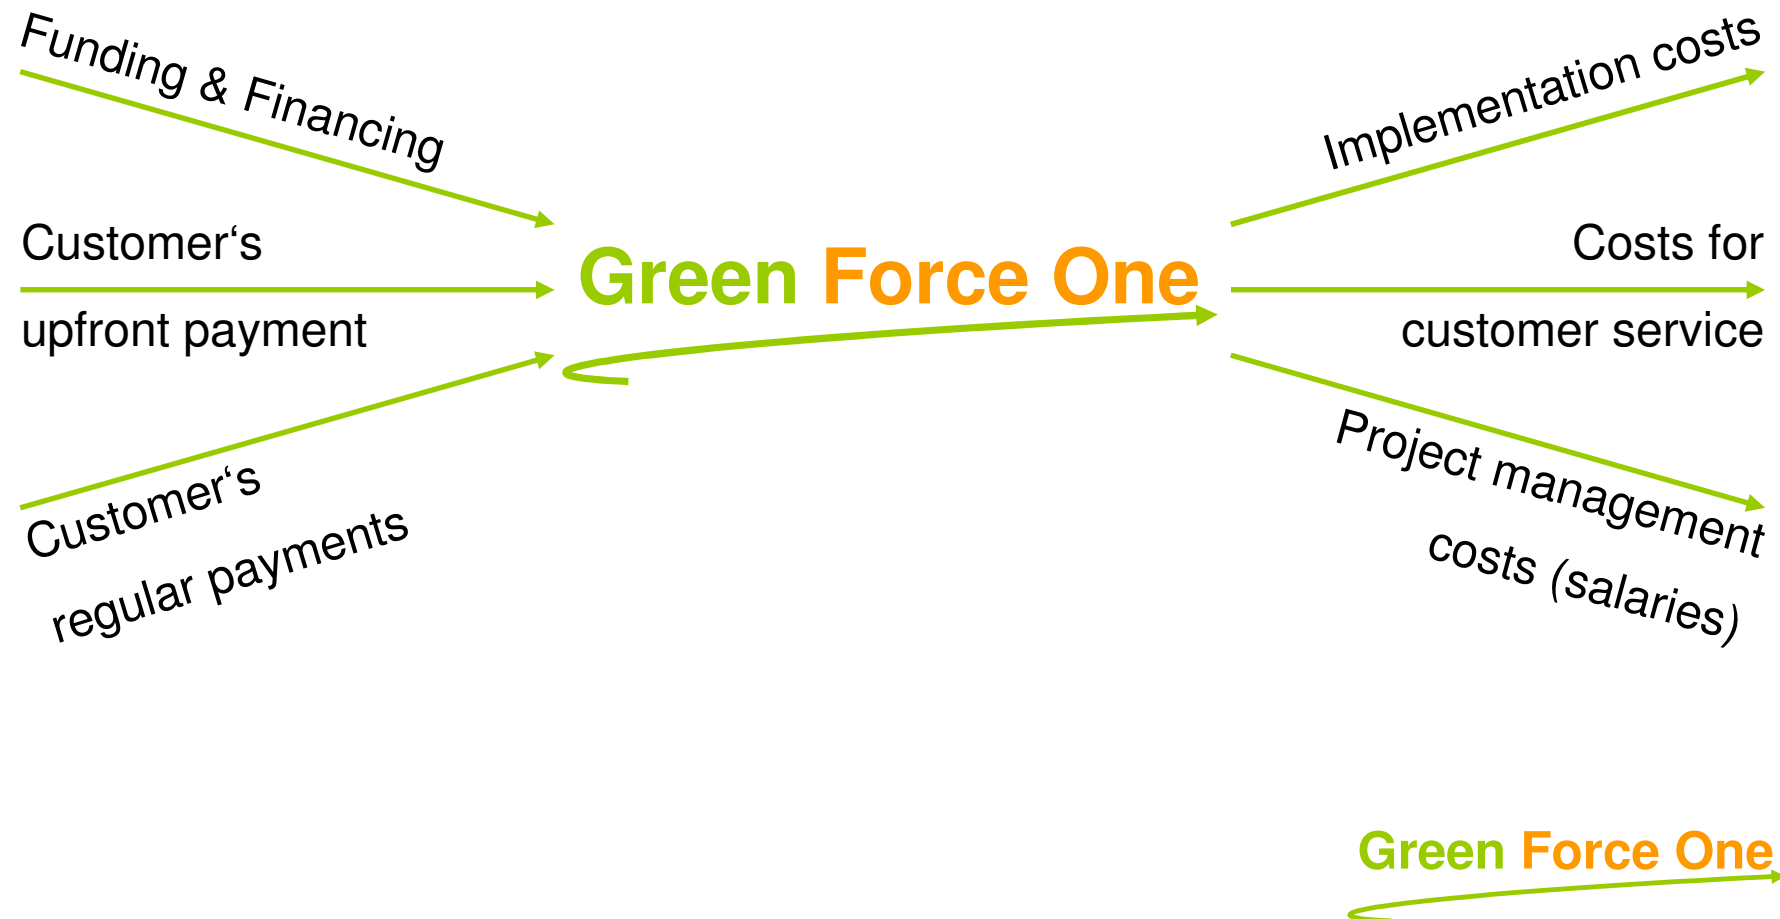 Funding & Financing
Customer‘s
upfront payment
Customer‘s
regular payments
Green Force One
Implementation costs
Costs for
customer service
Project management
costs (salaries)
Green Force One